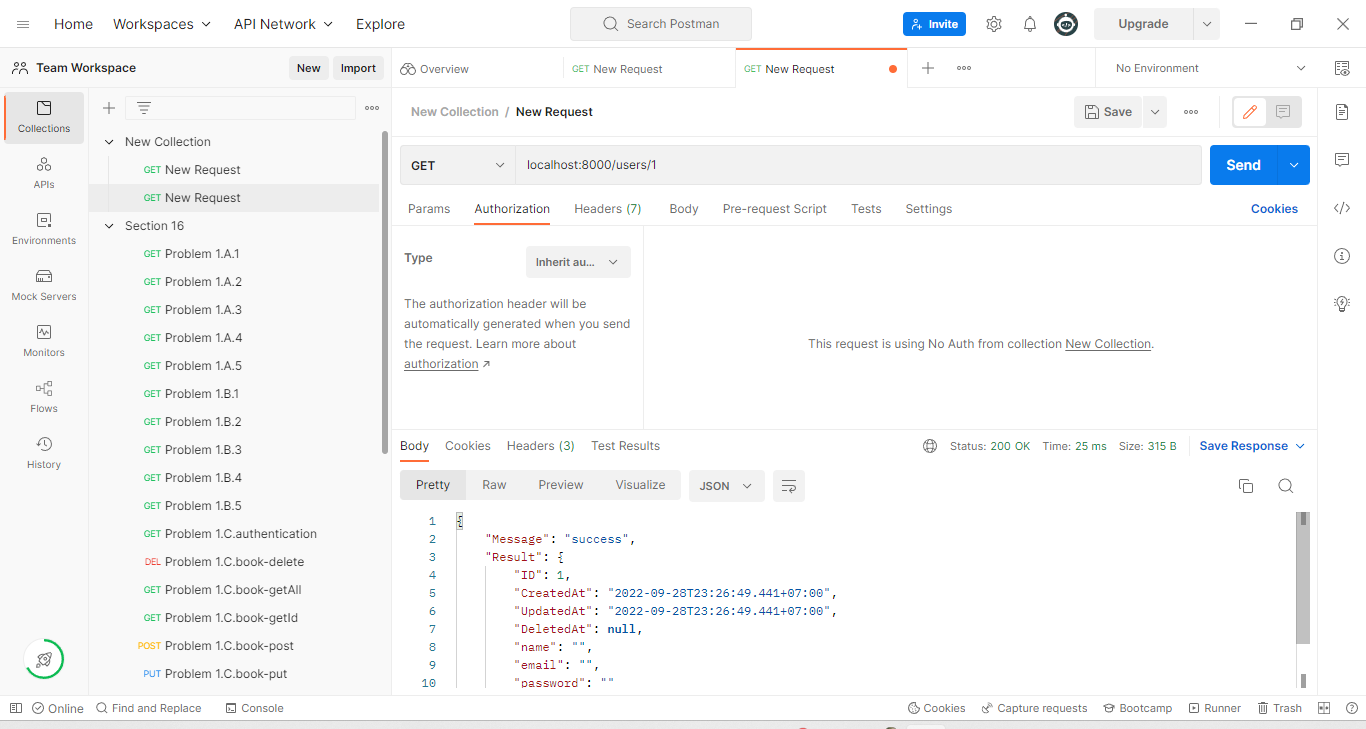 Home Workspaces API Network Explore Search Postman Invite Upgrade
Team Workspace New Import Overview GET New Request GET New Request No Environment
Collections
APIs
Environments
Mock Servers
Monitors
Flows
History
New Collection
GET New Request
GET New Request
Section 16
GET Problem 1.A.1
GET Problem 1.A.2
GET Problem 1.A.3
GET Problem 1.A.4
GET Problem 1.A.5
GET Problem 1.B.1
GET Problem 1.B.2
GET Problem 1.B.3
GET Problem 1.B.4
GET Problem 1.B.5
GET Problem 1.C.authentication
DEL Problem 1.C.book-delete
GET Problem 1.C.book-getAll
GET Problem 1.C.book-getId
POST Problem 1.C.book-post
PUT Problem 1.C.book-put
New Collection / New Request Save
GET localhost:8000/users/1 Send
Params Authorization Headers (7) Body Pre-request Script Tests Settings Cookies
Type Inherit au...
The authorization header will be
automatically generated when you send
the request. Learn more about
authorization ↗
This request is using No Auth from collection New Collection.
Body Cookies Headers (3) Test Results Status: 200 OK Time: 25 ms Size: 315 B Save Response
Pretty Raw Preview Visualize JSON
1 {
2 "Message": "success",
3 "Result": {
4 "ID": 1,
5 "CreatedAt": "2022-09-28T23:26:49.441+07:00",
6 "UpdatedAt": "2022-09-28T23:26:49.441+07:00",
7 "DeletedAt": null,
8 "name": "",
9 "email": "",
10 "password": ""
Online Find and Replace Console Cookies Capture requests Bootcamp Runner Trash